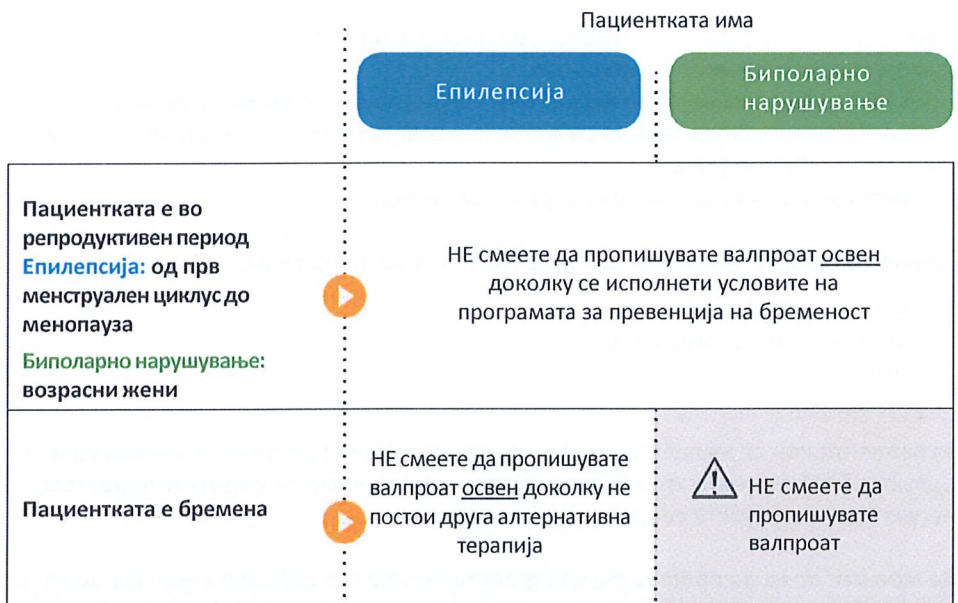 Пациентката има
Епилепсија
Биполарно
нарушување
Пациентката е во
репродуктивен период
Епилепсија: од прв
менструален циклус до
менопауза
Биполарно нарушување:
возрасни жени
НЕ смеете да пропишувате валпроат освен
доколку се исполнети условите на
програмата за превенција на бременост
Пациентката е бремена
НЕ смеете да пропишувате
валпроат освен доколку не
постои друга алтернативна
терапија
НЕ смеете да
пропишувате
валпроат